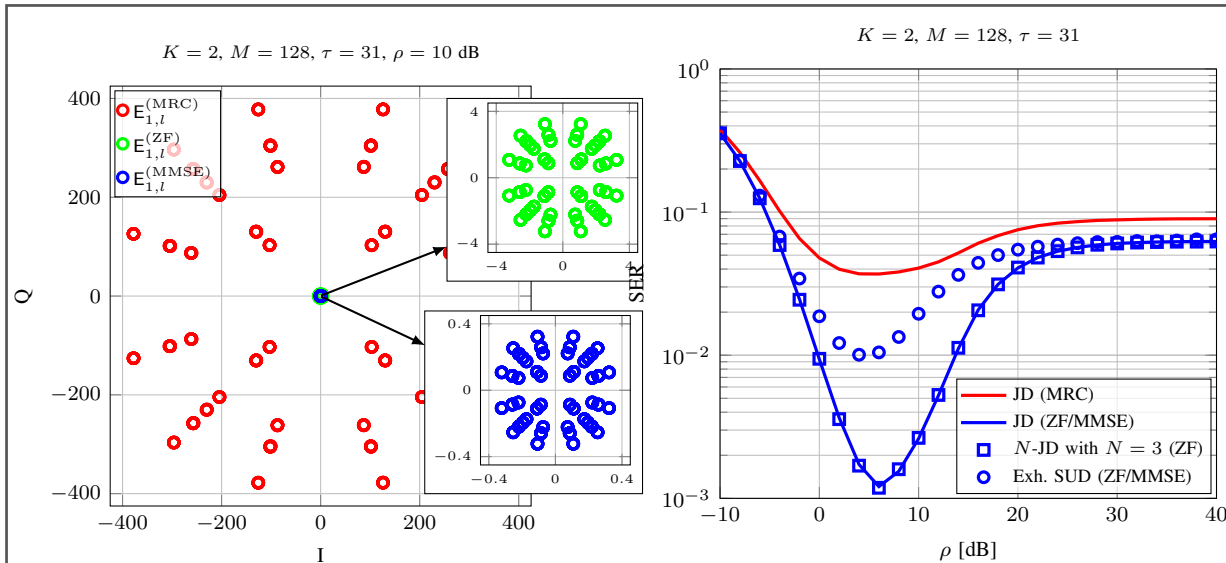 K = 2, M = 128, τ = 31, ρ = 10 dB
E_{1,l}^{(MRC)}
E_{1,l}^{(ZF)}
E_{1,l}^{(MMSE)}
400
200
0
−200
−400
Q
−400
−200
0
200
400
I
4
0
−4
−4
0
4
0.4
0
−0.4
−0.4
0
0.4
K = 2, M = 128, τ = 31
SER
10^0
10^{−1}
10^{−2}
10^{−3}
−10
0
10
20
30
40
ρ [dB]
JD (MRC)
JD (ZF/MMSE)
N-JD with N = 3 (ZF)
Exh. SUD (ZF/MMSE)